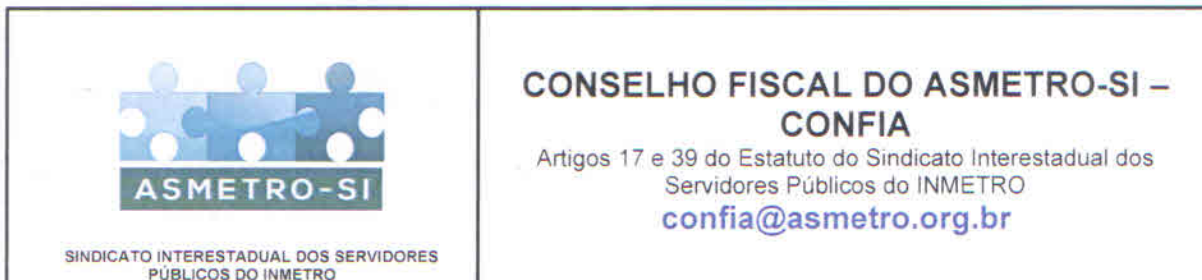 ASMETRO-SI
SINDICATO INTERESTADUAL DOS SERVIDORES
PÚBLICOS DO INMETRO
CONSELHO FISCAL DO ASMETRO-SI –
CONFIA
Artigos 17 e 39 do Estatuto do Sindicato Interestadual dos
Servidores Públicos do INMETRO
confia@asmetro.org.br